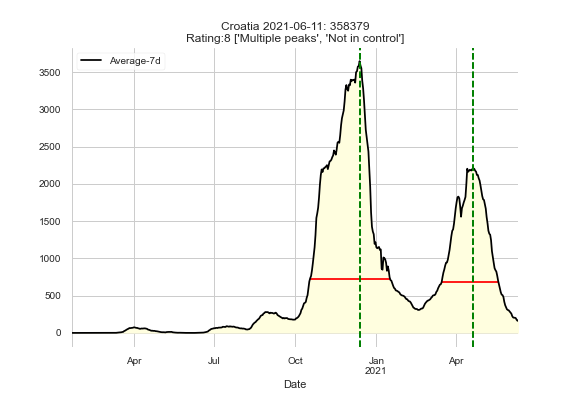 Croatia 2021-06-11: 358379
Rating:8 ['Multiple peaks', 'Not in control']
Average-7d
3500
3000
2500
2000
1500
1000
500
0
Apr
Jul
Oct
Jan
2021
Apr
Date